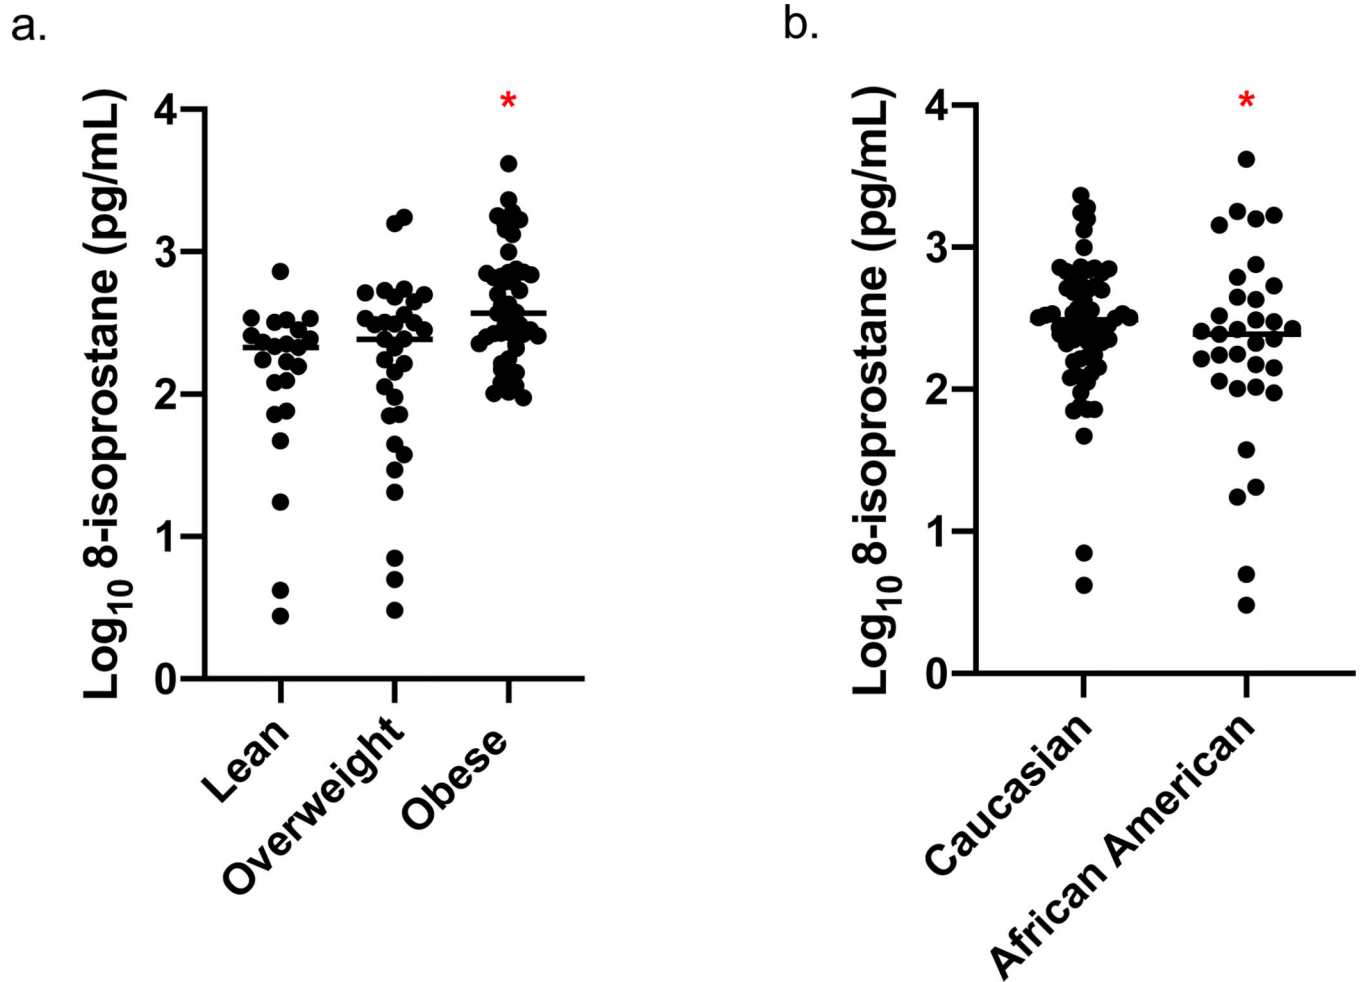 a.
Log10 8-isoprostane (pg/mL)
4
3
2
1
0
*
Lean
Overweight
Obese
b.
Log10 8-isoprostane (pg/mL)
4
3
2
1
0
*
Caucasian
African American